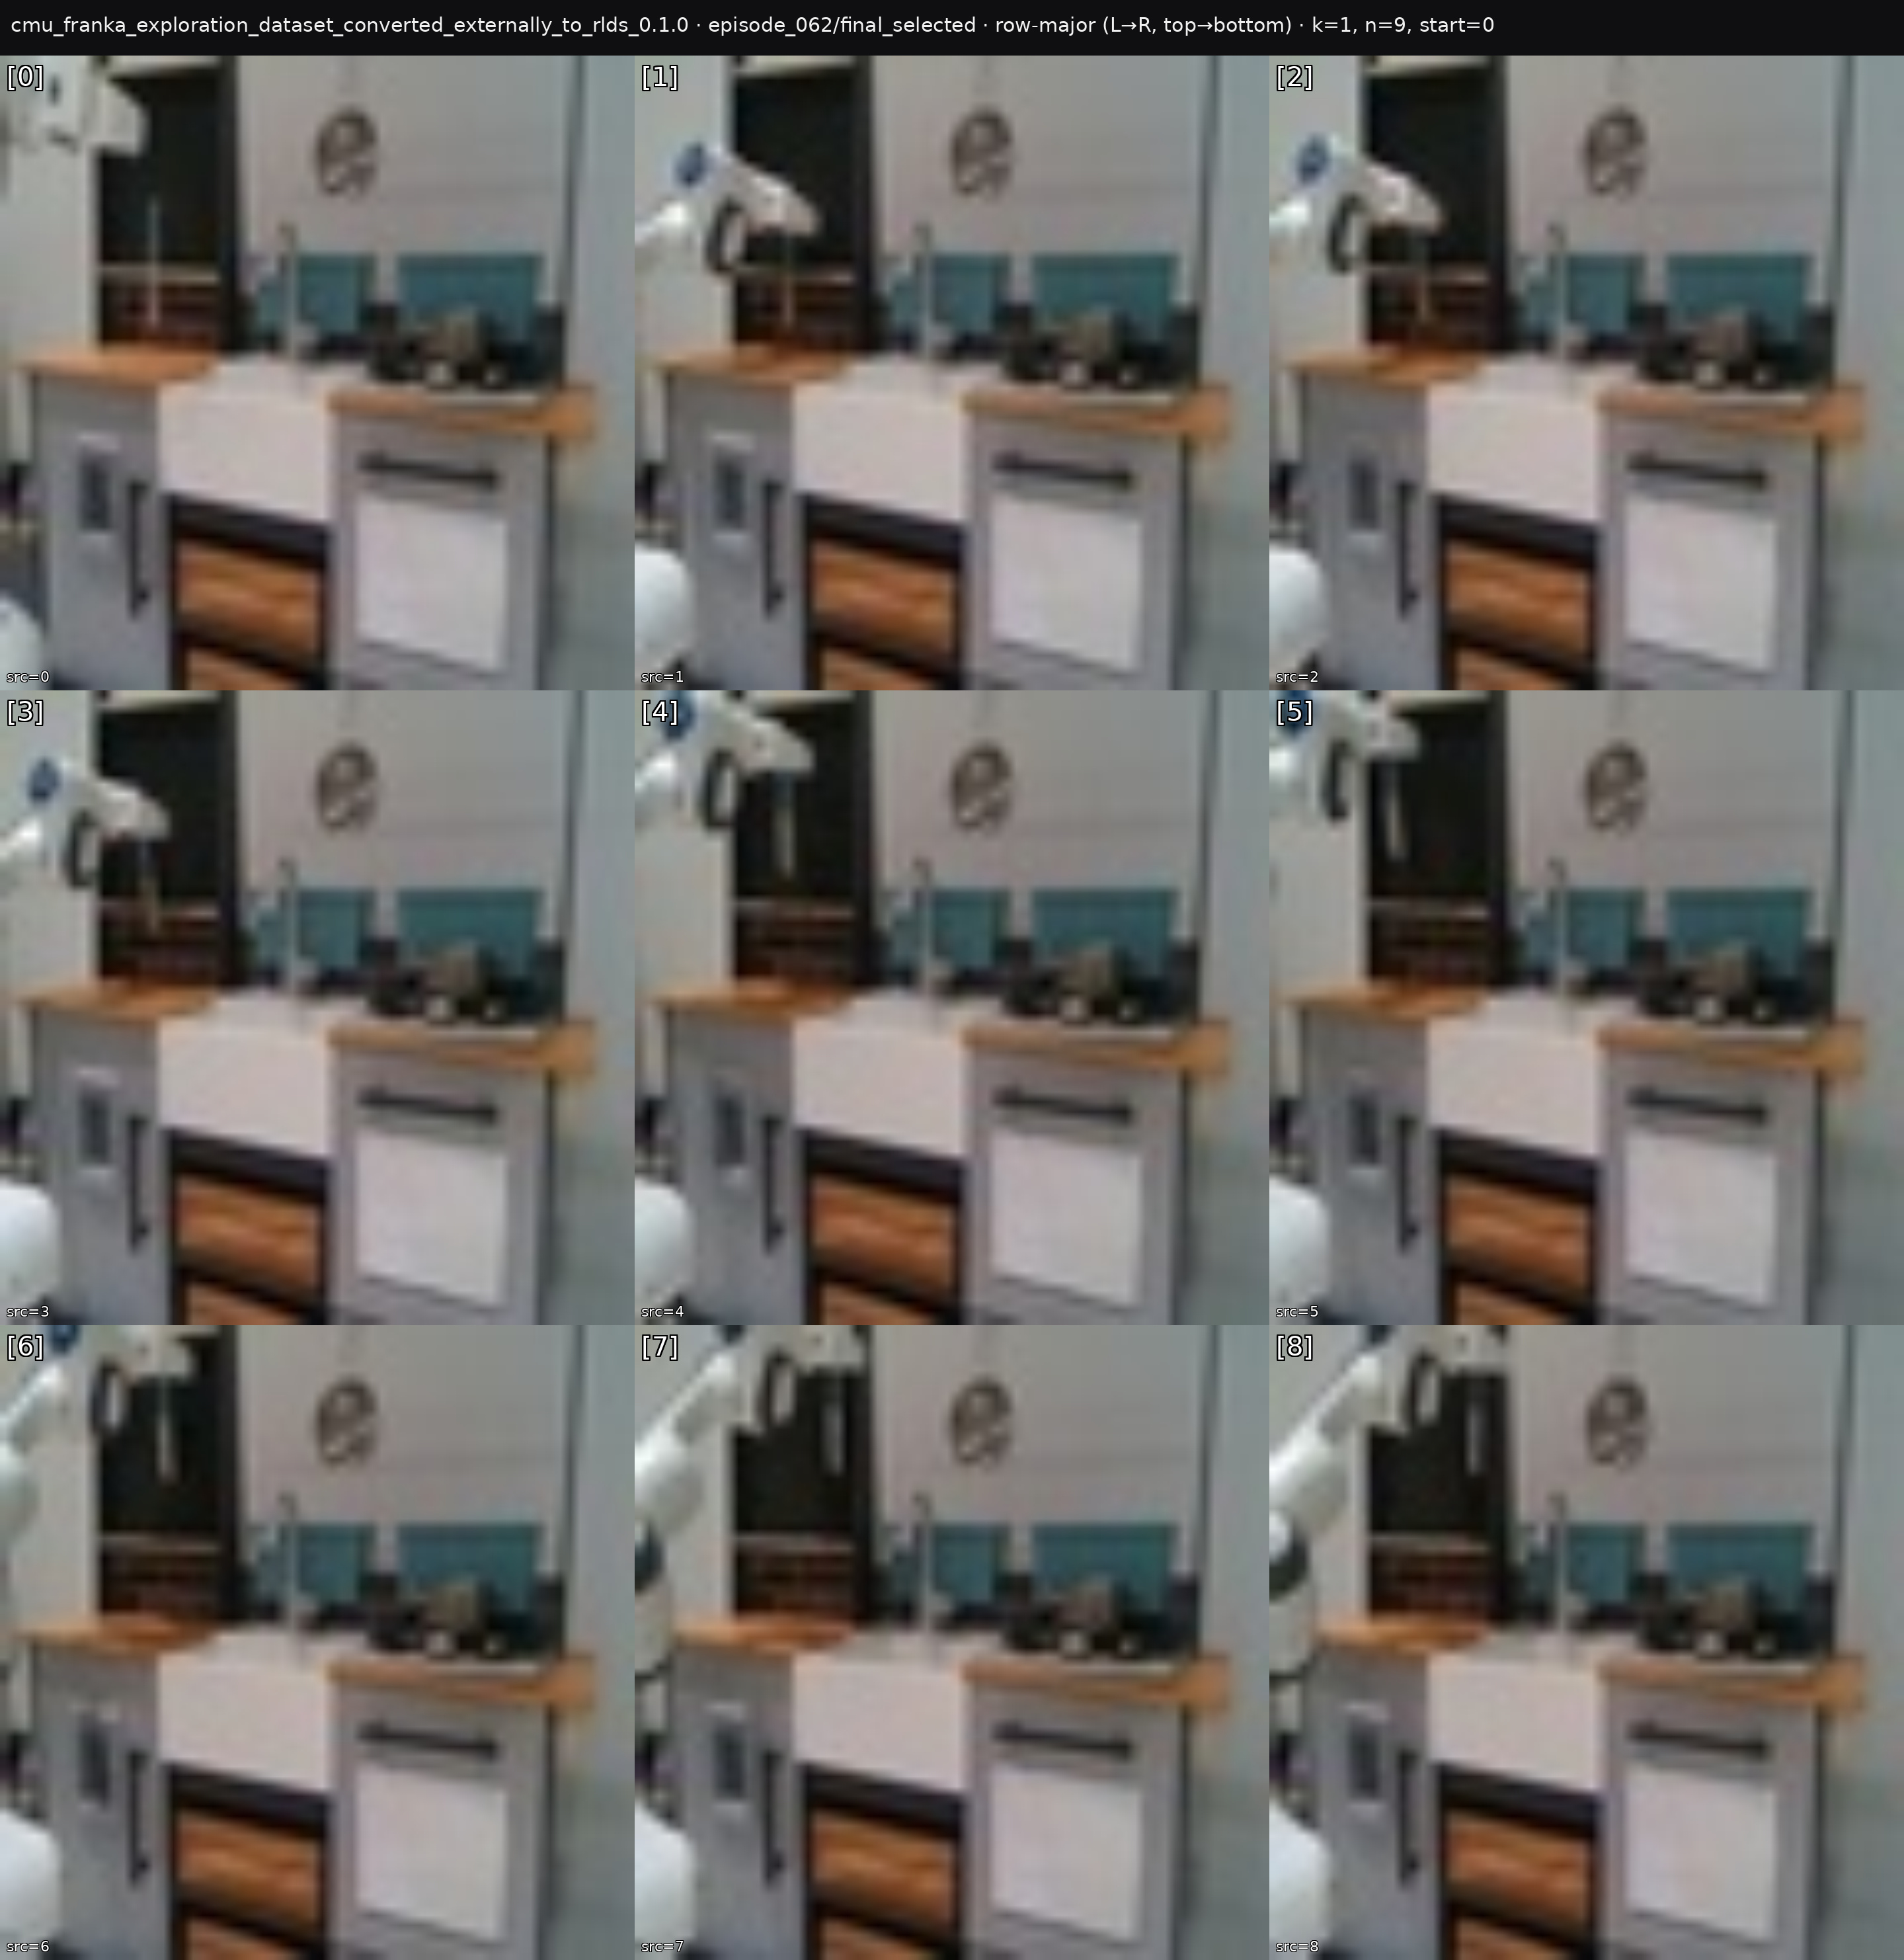 cmu_franka_exploration_dataset_converted_externally_to_rlds_0.1.0 · episode_062/final_selected · row-major (L→R, top→bottom) · k=1, n=9, start=0
[0]
[1]
[2]
src=0
src=1
src=2
[3]
[4]
[5]
src=3
src=4
src=5
[6]
[7]
[8]
src=6
src=7
src=8